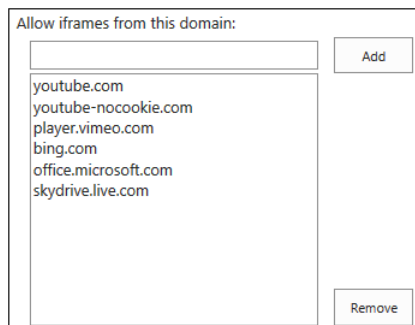 Allow iframes from this domain:
Add
youtube.com
youtube-nocookie.com
player.vimeo.com
bing.com
office.microsoft.com
skydrive.live.com
Remove